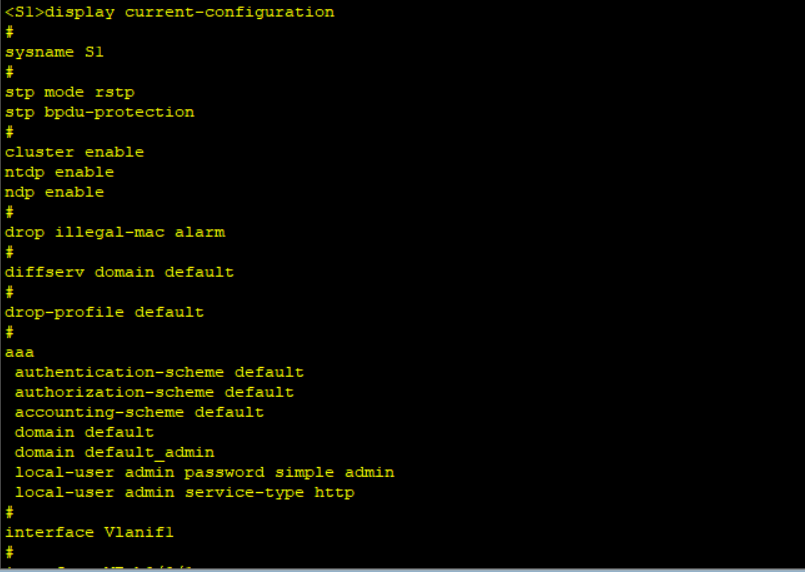 <S1>display current-configuration
#
sysname S1
#
stp mode rstp
stp bpdu-protection
#
cluster enable
ntdp enable
ndp enable
#
drop illegal-mac alarm
#
diffserv domain default
#
drop-profile default
#
aaa
 authentication-scheme default
 authorization-scheme default
 accounting-scheme default
 domain default
 domain default_admin
 local-user admin password simple admin
 local-user admin service-type http
#
interface Vlanif1
#